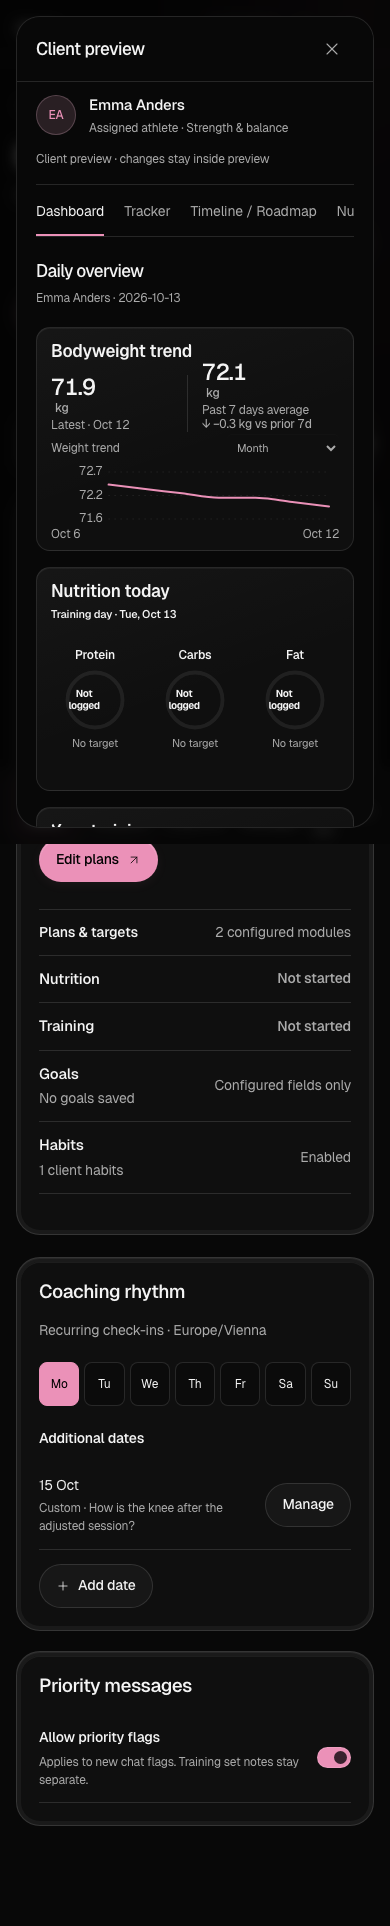 Client preview
EA
Emma Anders
Assigned athlete · Strength & balance
Client preview · changes stay inside preview
Dashboard Tracker Timeline / Roadmap Nu
Daily overview
Emma Anders · 2026-10-13
Bodyweight trend
71.9
kg
Latest · Oct 12
72.1
kg
Past 7 days average
↓ −0.3 kg vs prior 7d
Weight trend
Month
72.7
72.2
71.6
Oct 6
Oct 12
Nutrition today
Training day · Tue, Oct 13
Protein Carbs Fat
Not
logged
Not
logged
Not
logged
No target No target No target
Edit plans
Plans & targets 2 configured modules
Nutrition Not started
Training Not started
Goals
No goals saved
Configured fields only
Habits
1 client habits
Enabled
Coaching rhythm
Recurring check-ins · Europe/Vienna
Mo Tu We Th Fr Sa Su
Additional dates
15 Oct
Custom · How is the knee after the
adjusted session?
Manage
+ Add date
Priority messages
Allow priority flags
Applies to new chat flags. Training set notes stay
separate.